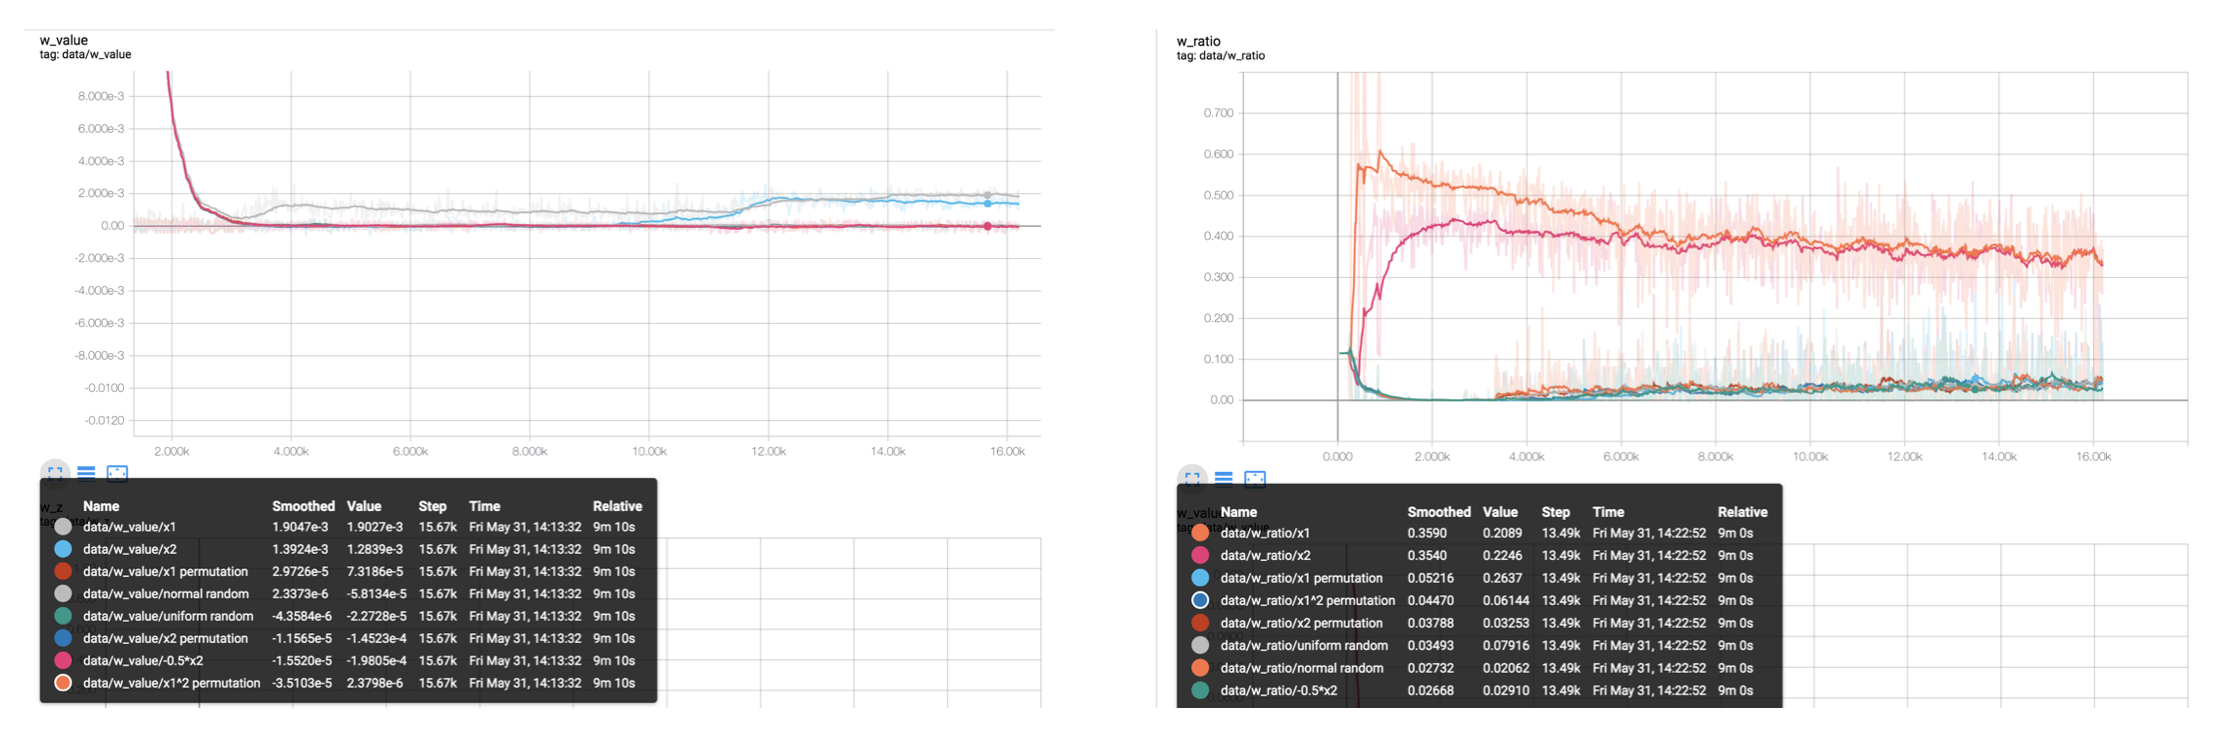 w_value
tag: data/w_value
8.000e-3
6.000e-3
4.000e-3
2.000e-3
0.00
-2.000e-3
-4.000e-3
-6.000e-3
-8.000e-3
-0.0100
-0.0120
2.000k 4.000k 6.000k 8.000k 10.00k 12.00k 14.00k 16.00k
w_z
Name Smoothed Value Step Time Relative
data/w_value/x1 1.9047e-3 1.9027e-3 15.67k Fri May 31, 14:13:32 9m 10s
data/w_value/x2 1.3924e-3 1.2839e-3 15.67k Fri May 31, 14:13:32 9m 10s
data/w_value/x1 permutation 2.9726e-5 7.3186e-5 15.67k Fri May 31, 14:13:32 9m 10s
data/w_value/normal random 2.3373e-6 -5.8134e-5 15.67k Fri May 31, 14:13:32 9m 10s
data/w_value/uniform random -4.3584e-6 -2.2728e-5 15.67k Fri May 31, 14:13:32 9m 10s
data/w_value/x2 permutation -1.1565e-5 -1.4523e-4 15.67k Fri May 31, 14:13:32 9m 10s
data/w_value/-0.5*x2 -1.5520e-5 -1.9805e-4 15.67k Fri May 31, 14:13:32 9m 10s
data/w_value/x1^2 permutation -3.5103e-5 2.3798e-6 15.67k Fri May 31, 14:13:32 9m 10s
w_ratio
tag: data/w_ratio
0.700
0.600
0.500
0.400
0.300
0.200
0.100
0.00
0.000 2.000k 4.000k 6.000k 8.000k 10.00k 12.00k 14.00k 16.00k
Name Smoothed Value Step Time Relative
data/w_ratio/x1 0.3590 0.2089 13.49k Fri May 31, 14:22:52 9m 0s
data/w_ratio/x2 0.3540 0.2246 13.49k Fri May 31, 14:22:52 9m 0s
data/w_ratio/x1 permutation 0.05216 0.2637 13.49k Fri May 31, 14:22:52 9m 0s
data/w_ratio/x1^2 permutation 0.04470 0.06144 13.49k Fri May 31, 14:22:52 9m 0s
data/w_ratio/x2 permutation 0.03788 0.03253 13.49k Fri May 31, 14:22:52 9m 0s
data/w_ratio/uniform random 0.03493 0.07916 13.49k Fri May 31, 14:22:52 9m 0s
data/w_ratio/normal random 0.02732 0.02062 13.49k Fri May 31, 14:22:52 9m 0s
data/w_ratio/-0.5*x2 0.02668 0.02910 13.49k Fri May 31, 14:22:52 9m 0s